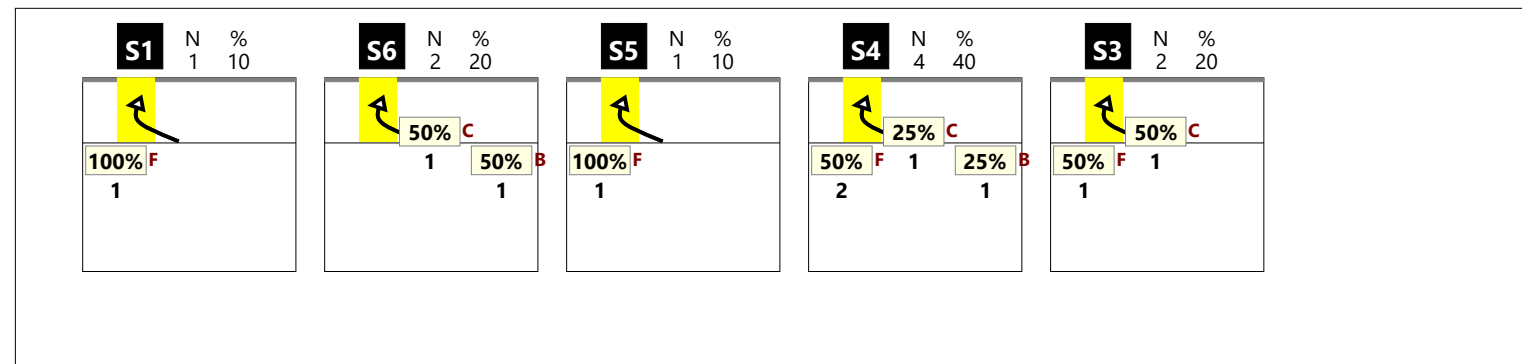 S1 N % S6 N % S5 N % S4 N % S3 N %
1 10 2 20 1 10 4 40 2 20
50% C 25% C 50% C
100% F 1 50% B 100% F 50% F 1 25% B 50% F 1
1 1 1 2 1 1